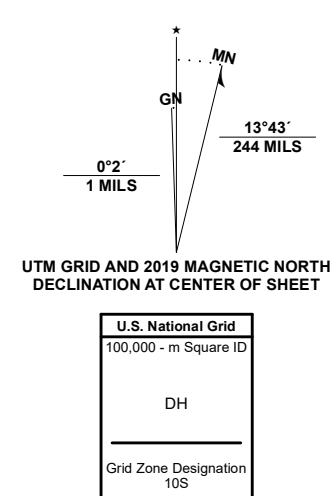 ★
MN
GN
13°43´
244 MILS
0°2´
1 MILS
UTM GRID AND 2019 MAGNETIC NORTH
DECLINATION AT CENTER OF SHEET
U.S. National Grid
100,000 - m Square ID
DH
Grid Zone Designation
10S